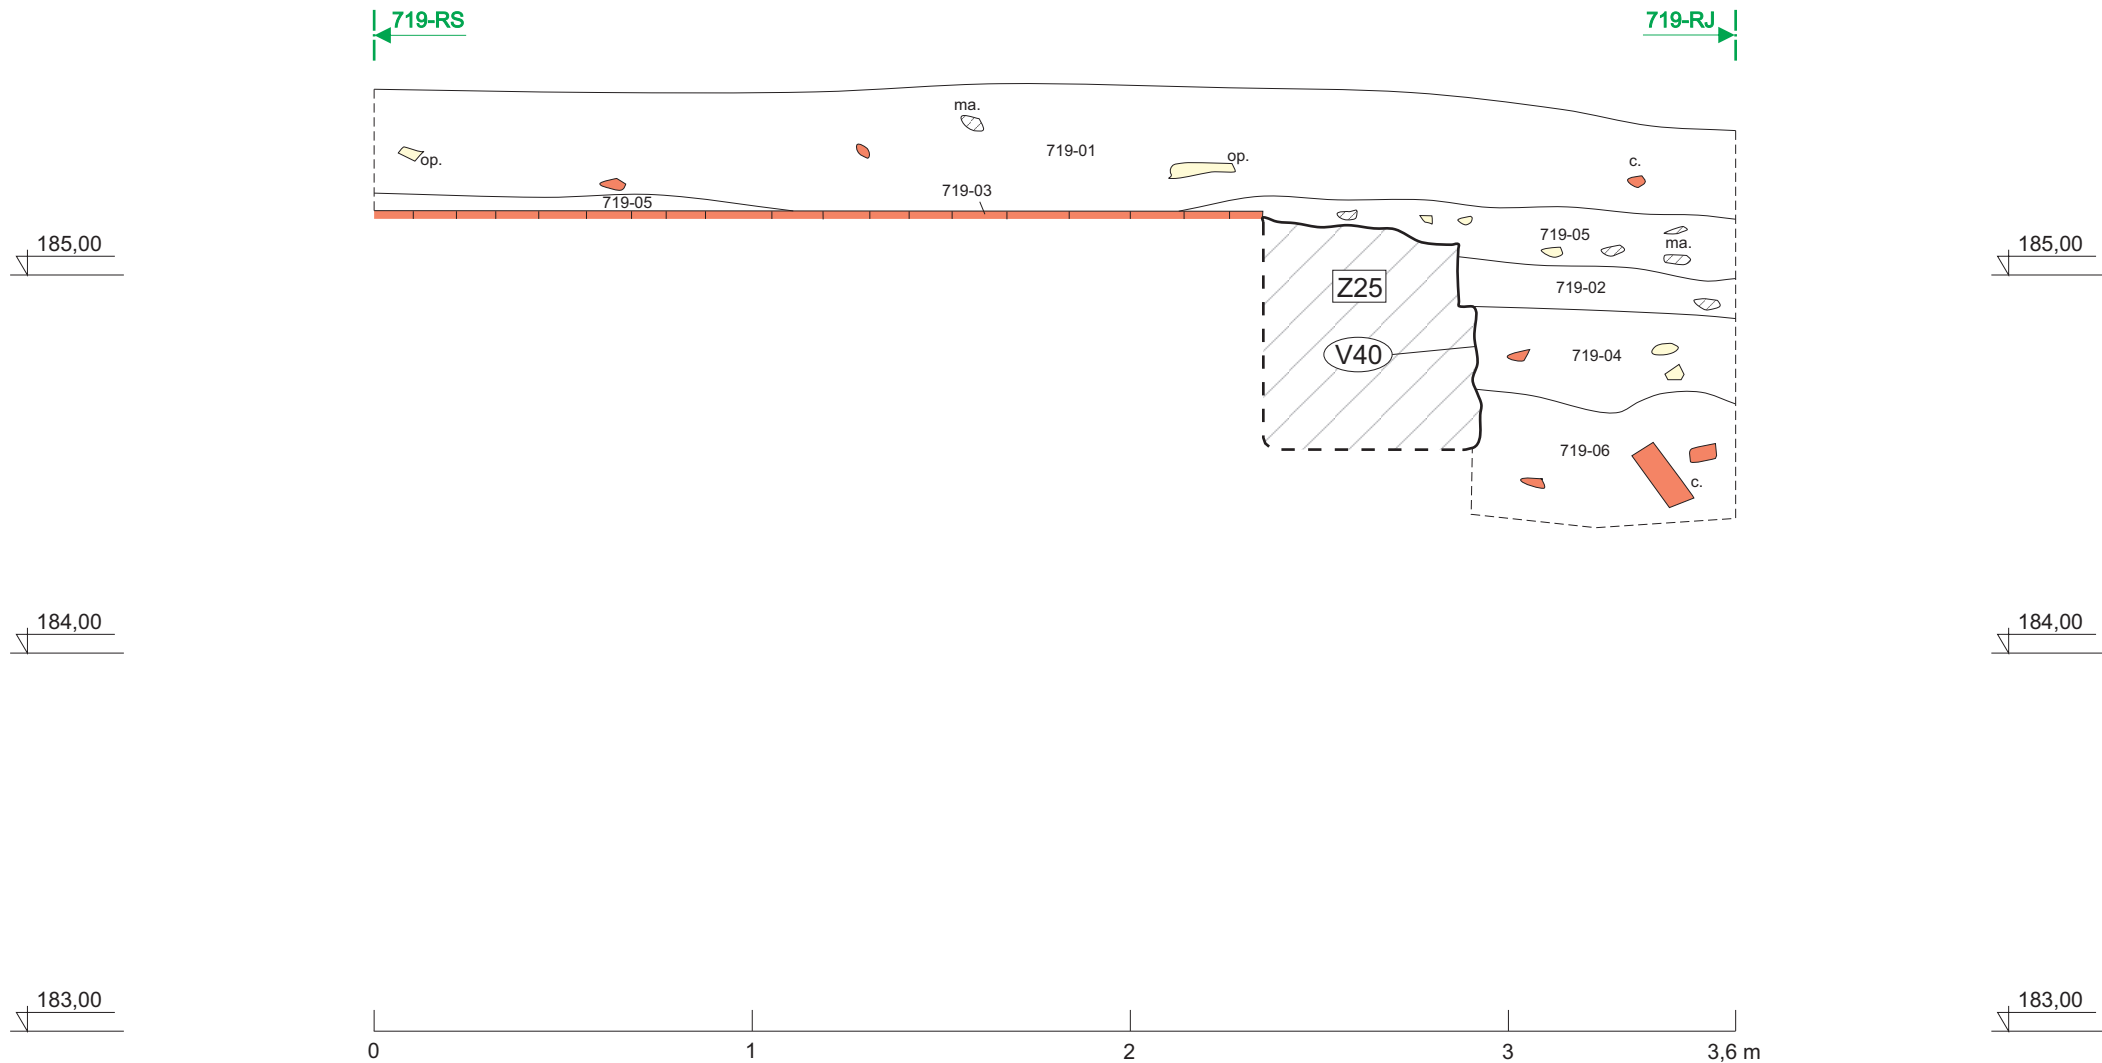 719-RS 719-RJ
ma.
op.
719-01
op.
c.
719-03
719-05
719-05
ma.
185,00 185,00
Z25
719-02
V40
719-04
719-06
c.
184,00 184,00
183,00 183,00
0 1 2 3 3,6 m